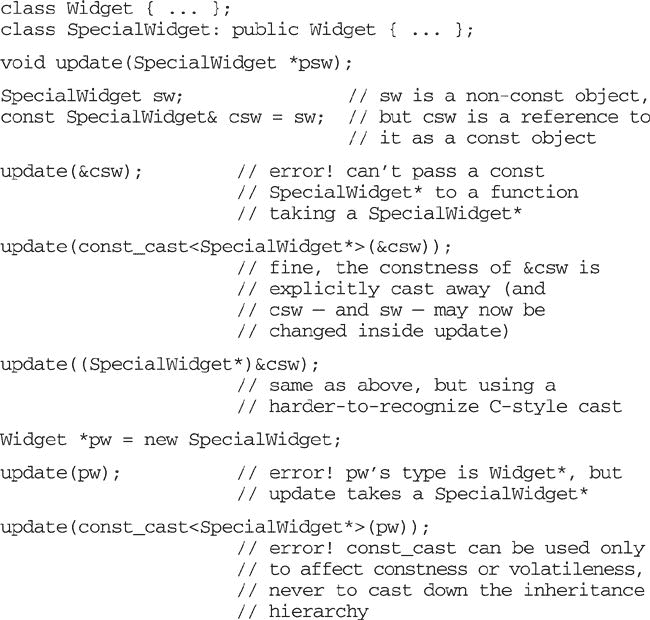 class Widget { ... };
class SpecialWidget: public Widget { ... };
void update(SpecialWidget *psw);
SpecialWidget sw; // sw is a non-const object,
const SpecialWidget& csw = sw; // but csw is a reference to
// it as a const object
update(&csw); // error! can’t pass a const
// SpecialWidget* to a function
// taking a SpecialWidget*
update(const_cast<SpecialWidget*>(&csw));
// fine, the constness of &csw is
// explicitly cast away (and
// csw — and sw — may now be
// changed inside update)
update((SpecialWidget*)&csw);
// same as above, but using a
// harder-to-recognize C-style cast
Widget *pw = new SpecialWidget;
update(pw); // error! pw’s type is Widget*, but
// update takes a SpecialWidget*
update(const_cast<SpecialWidget*>(pw));
// error! const_cast can be used only
// to affect constness or volatileness,
// never to cast down the inheritance
// hierarchy